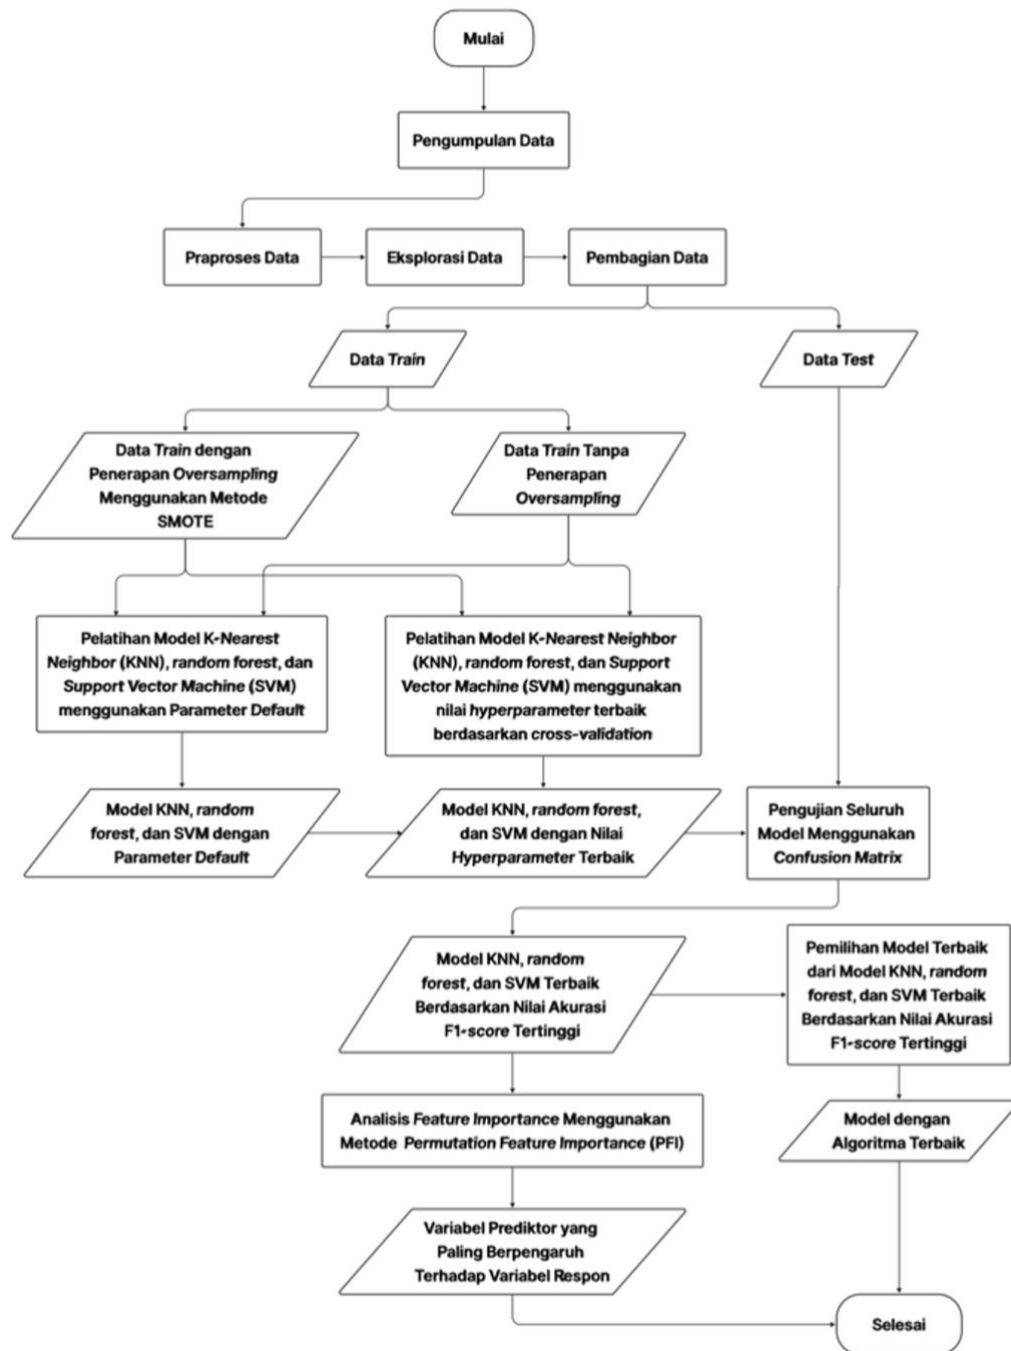 Mulai
Pengumpulan Data
Praproses Data
Eksplorasi Data
Pembagian Data
Data Train
Data Test
Data Train dengan
Penerapan Oversampling
Menggunakan Metode
SMOTE
Data Train Tanpa
Penerapan
Oversampling
Pelatihan Model K-Nearest
Neighbor (KNN), random forest, dan
Support Vector Machine (SVM)
menggunakan Parameter Default
Pelatihan Model K-Nearest Neighbor
(KNN), random forest, dan Support
Vector Machine (SVM) menggunakan
nilai hyperparameter terbaik
berdasarkan cross-validation
Model KNN, random
forest, dan SVM dengan
Parameter Default
Model KNN, random forest,
dan SVM dengan Nilai
Hyperparameter Terbaik
Pengujian Seluruh
Model Menggunakan
Confusion Matrix
Model KNN, random
forest, dan SVM Terbaik
Berdasarkan Nilai Akurasi
F1-score Tertinggi
Pemilihan Model Terbaik
dari Model KNN, random
forest, dan SVM Terbaik
Berdasarkan Nilai Akurasi
F1-score Tertinggi
Analisis Feature Importance Menggunakan
Metode Permutation Feature Importance (PFI)
Model dengan
Algoritma Terbaik
Variabel Prediktor yang
Paling Berpengaruh
Terhadap Variabel Respon
Selesai